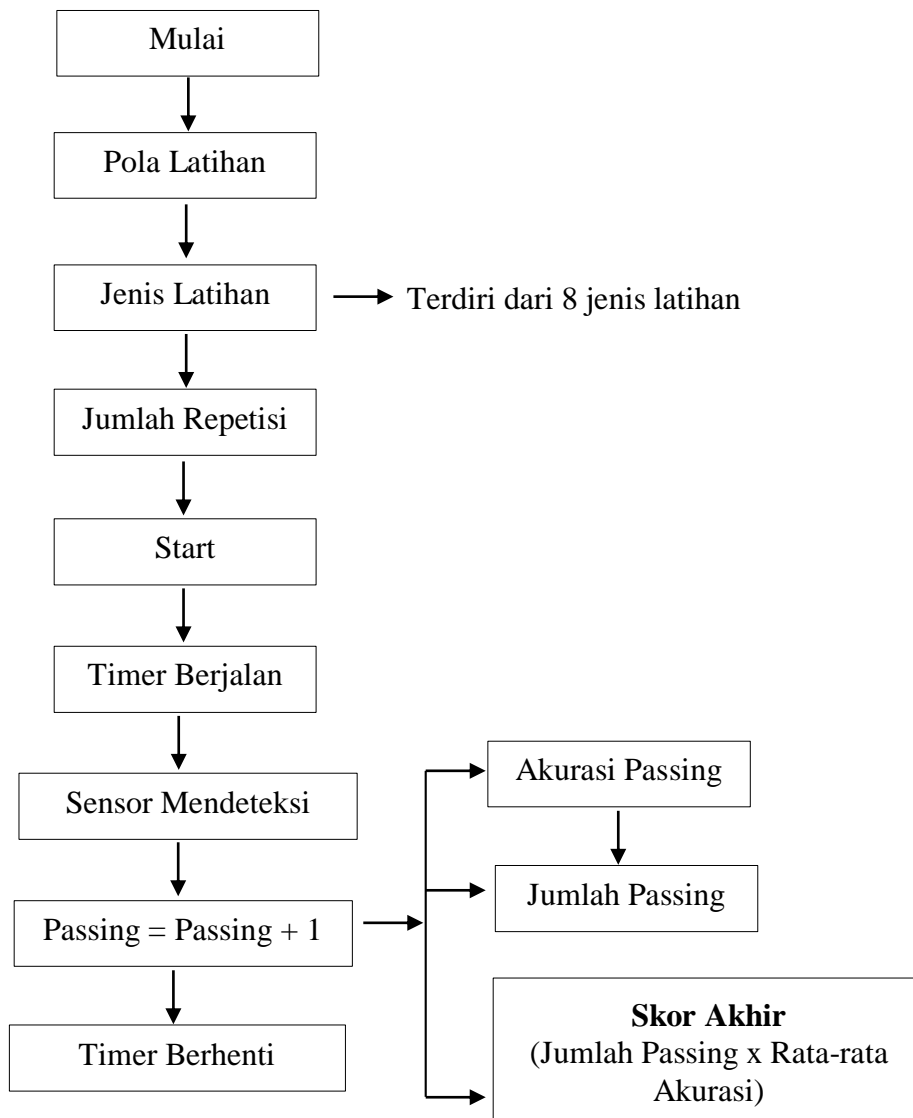 Mulai
Pola Latihan
Jenis Latihan
Terdiri dari 8 jenis latihan
Jumlah Repetisi
Start
Timer Berjalan
Sensor Mendeteksi
Passing = Passing + 1
Timer Berhenti
Akurasi Passing
Jumlah Passing
Skor Akhir
(Jumlah Passing x Rata-rata
Akurasi)